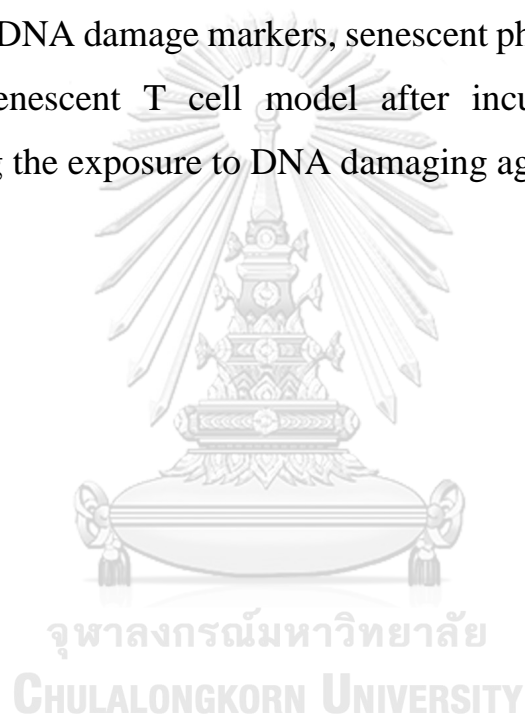 DNA damage markers, senescent ph
enescent T cell model after incu
g the exposure to DNA damaging ag
จุฬาลงกรณ์มหาวิทยาลัย
CHULALONGKORN UNIVERSITY